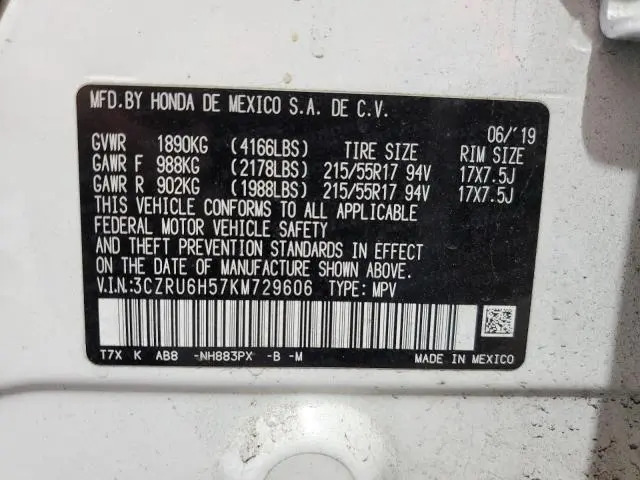 MFD.BY HONDA DE MEXICO S.A. DE C.V.
06/'19
GVWR 1890KG (4166LBS) TIRE SIZE RIM SIZE
GAWR F 988KG (2178LBS) 215/55R17 94V 17X7.5J
GAWR R 902KG (1988LBS) 215/55R17 94V 17X7.5J
THIS VEHICLE CONFORMS TO ALL APPLICABLE
FEDERAL MOTOR VEHICLE SAFETY
AND THEFT PREVENTION STANDARDS IN EFFECT
ON THE DATE OF MANUFACTURE SHOWN ABOVE.
V.I.N.:3CZRU6H57KM729606 TYPE: MPV
T7X K AB8 -NH883PX -B -M MADE IN MEXICO